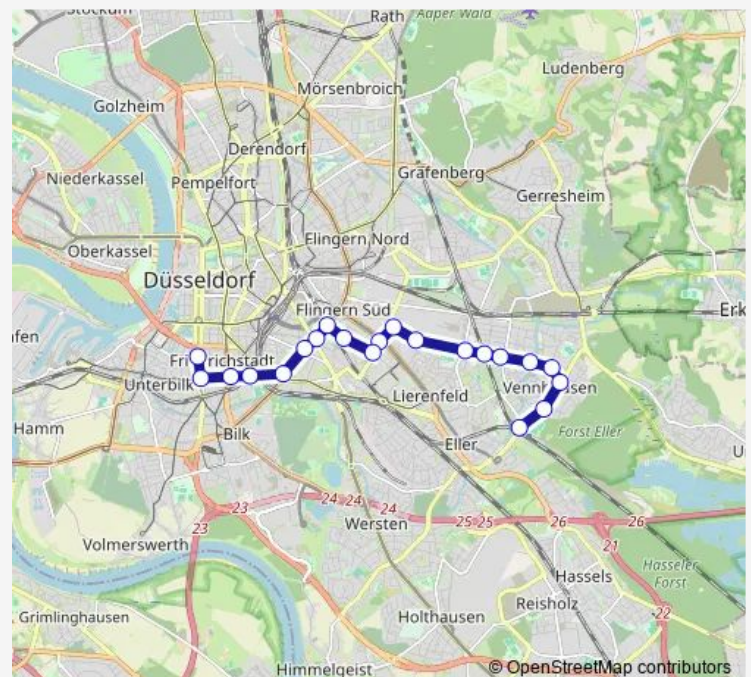 Stockum
Rath
Aaper Wald
Ludenberg
Mörsenbroich
Golzheim
Derendorf
Niederkassel
Pempelfort
Grafenberg
Gerresheim
Flingern Nord
Oberkassel
Düsseldorf
Flingern Süd
Erk
afen
Friedrichstadt
Unterbilk
Vennhausen
Lierenfeld
Hamm
Bilk
Eller
Forst Eller
U
24 24
23 23 24 25 25 26 26
Wersten
21
Volmerswerth
Hassels
Hasseler
Forst
Reisholz
22
Grimlinghausen
Holthausen
Himmelgeist
© OpenStreetMap contributors